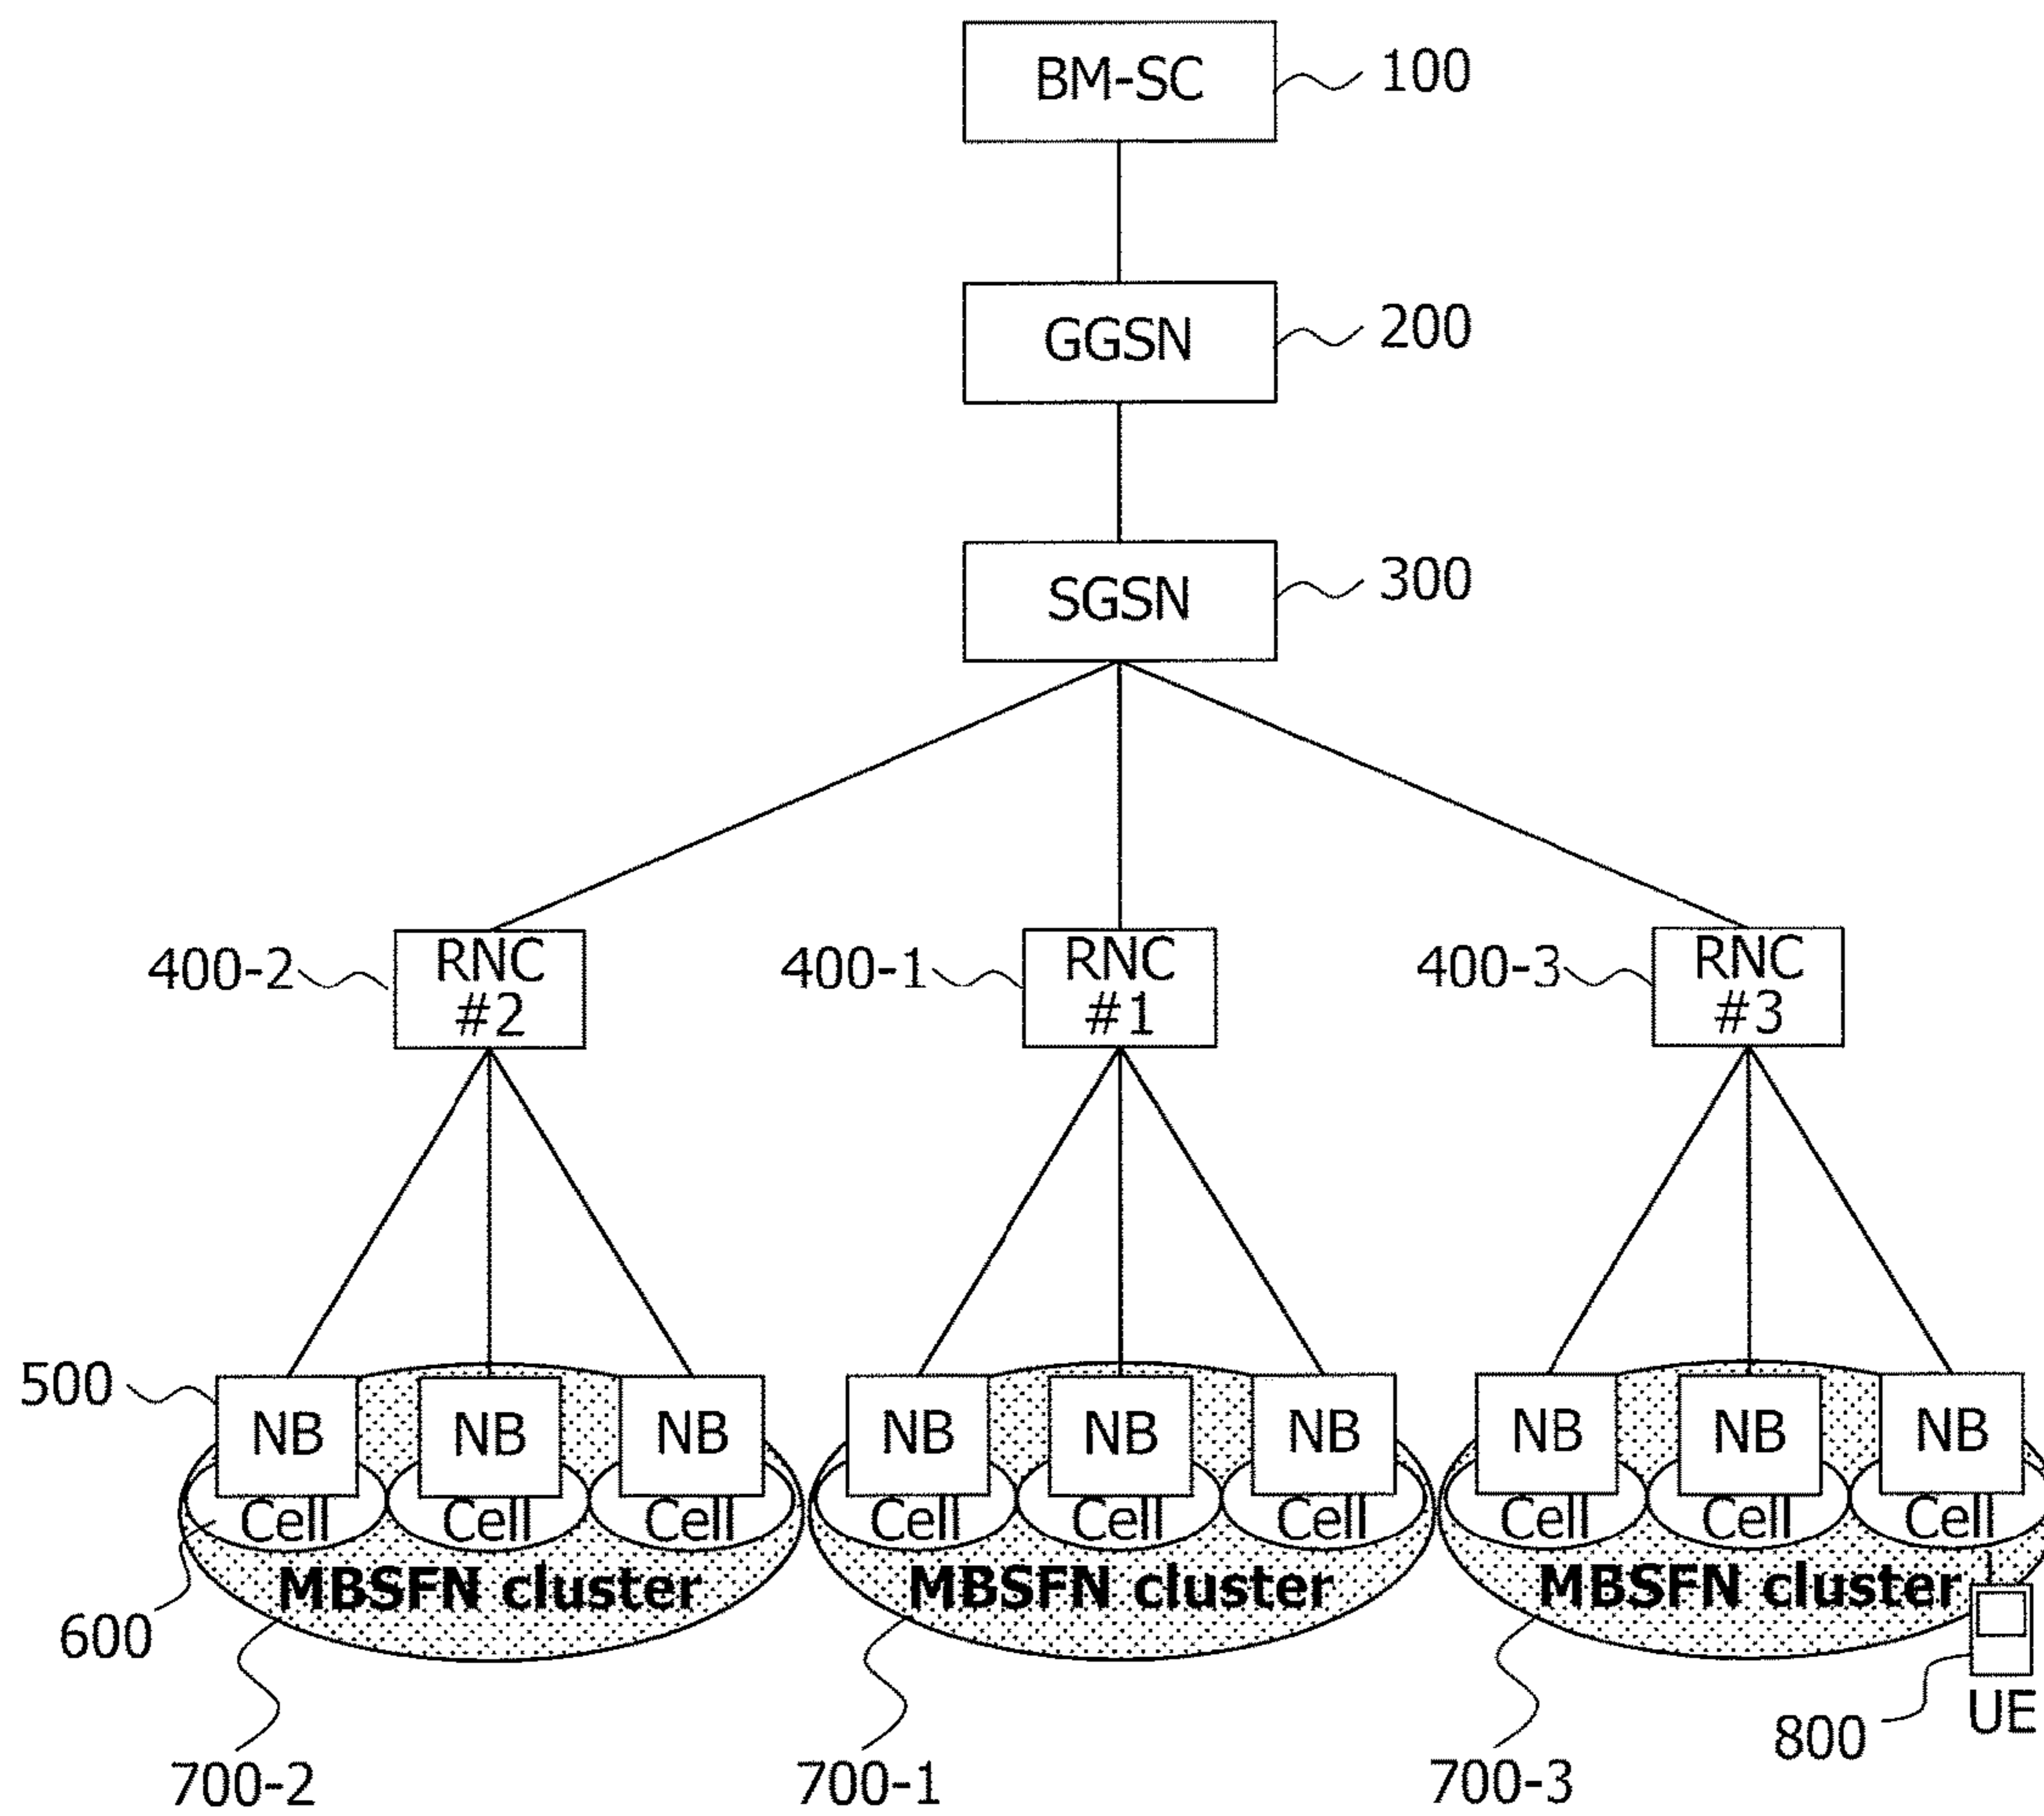 BM-SC
100
GGSN
200
SGSN
300
400-2
RNC
#2
400-1
RNC
#1
400-3
RNC
#3
500
NB
NB
NB
NB
NB
NB
NB
NB
NB
Cell
Cell
Cell
Cell
Cell
Cell
Cell
Cell
Cell
MBSFN cluster
MBSFN cluster
MBSFN cluster
600
800
UE
700-2
700-1
700-3